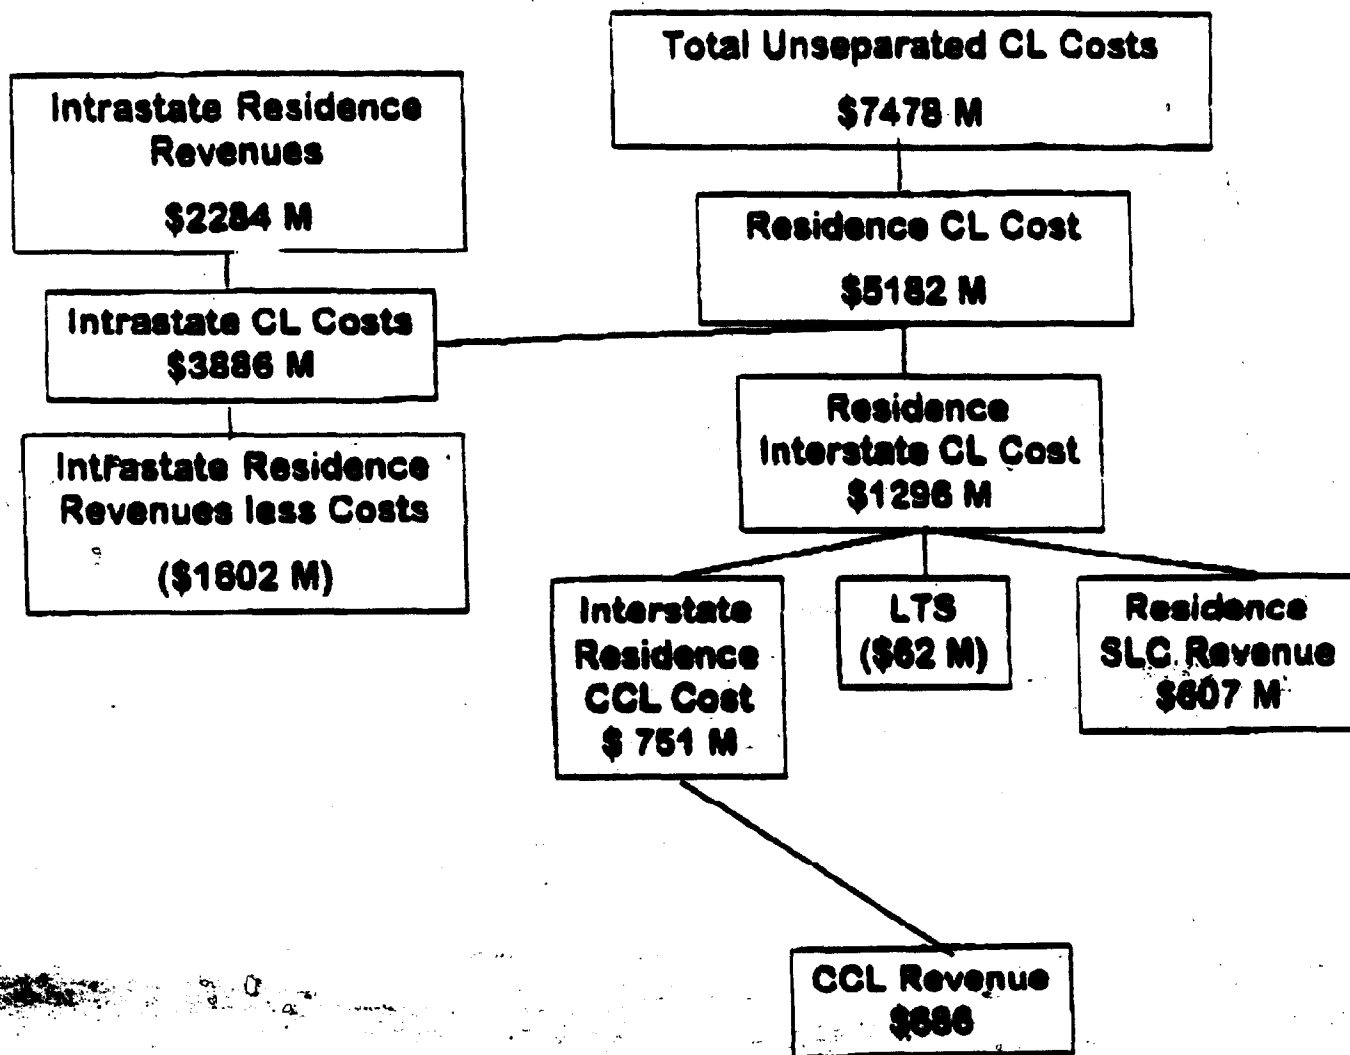 Total Unseparated CL Costs
$7478 M
Intrastate Residence
Revenues
$2284 M
Residence CL Cost
$5182 M
Intrastate CL Costs
$3886 M
Residence
Interstate CL Cost
$1296 M
Intrastate Residence
Revenues less Costs
($1602 M)
Interstate
Residence
CCL Cost
$ 751 M
LTS
($62 M)
Residence
SLC Revenue
$607 M
CCL Revenue